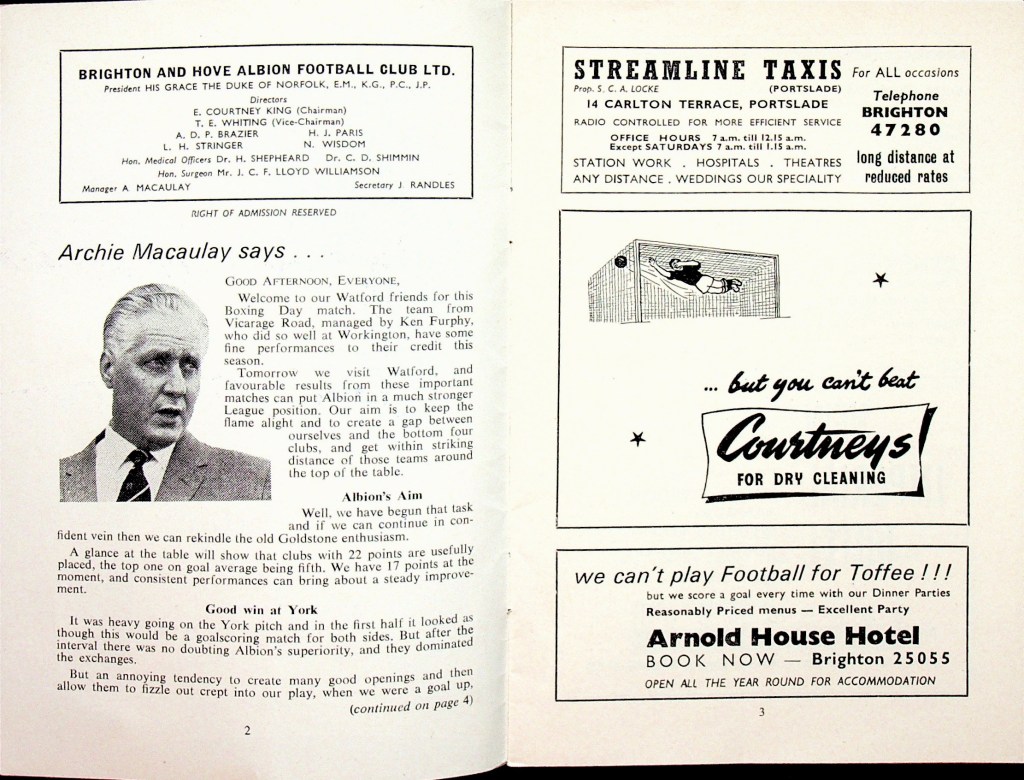 BRIGHTON AND HOVE ALBION FOOTBALL CLUB LTD.
President HIS GRACE THE DUKE OF NORFOLK, E.M., K.G., P.C., J.P.
Directors
E. COURTNEY KING (Chairman)
T. E. WHITING (Vice-Chairman)
A. D. P. BRAZIER H. J. PARIS
L. H. STRINGER N. WISDOM
Hon. Medical Officers Dr. H. SHEPHEARD Dr. C. D. SHIMMIN
Hon. Surgeon Mr. J. C. F. LLOYD WILLIAMSON
Manager A. MACAULAY Secretary J. RANDLES
RIGHT OF ADMISSION RESERVED
Archie Macaulay says . . .
GOOD AFTERNOON, EVERYONE,
Welcome to our Watford friends for this
Boxing Day match. The team from
Vicarage Road, managed by Ken Furphy,
who did so well at Workington, have some
fine performances to their credit this
season.
Tomorrow we visit Watford, and
favourable results from these important
matches can put Albion in a much stronger
League position. Our aim is to keep the
flame alight and to create a gap between
ourselves and the bottom four
clubs, and get within striking
distance of those teams around
the top of the table.
Albion's Aim
Well, we have begun that task
and if we can continue in con-
fident vein then we can rekindle the old Goldstone enthusiasm.
A glance at the table will show that clubs with 22 points are usefully
placed, the top one on goal average being fifth. We have 17 points at the
moment, and consistent performances can bring about a steady improve-
ment.
Good win at York
It was heavy going on the York pitch and in the first half it looked as
though this would be a goalscoring match for both sides. But after the
interval there was no doubting Albion's superiority, and they dominated
the exchanges.
But an annoying tendency to create many good openings and then
allow them to fizzle out crept into our play, when we were a goal up,
(continued on page 4)
2
STREAMLINE TAXIS
Prop. S. C. A. LOCKE (PORTSLADE)
14 CARLTON TERRACE, PORTSLADE
RADIO CONTROLLED FOR MORE EFFICIENT SERVICE
OFFICE HOURS 7 a.m. till 12.15 a.m.
Except SATURDAYS 7 a.m. till 1.15 a.m.
STATION WORK . HOSPITALS . THEATRES
ANY DISTANCE . WEDDINGS OUR SPECIALITY
For ALL occasions
Telephone
BRIGHTON
47280
long distance at
reduced rates
... but you can't beat
Courtneys
FOR DRY CLEANING
we can't play Football for Toffee ! ! !
but we score a goal every time with our Dinner Parties
Reasonably Priced menus — Excellent Party
Arnold House Hotel
BOOK NOW — Brighton 25055
OPEN ALL THE YEAR ROUND FOR ACCOMMODATION
3